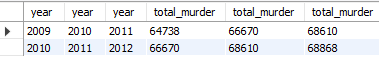 year year year total_murder total_murder total_murder
2009 2010 2011 64738 66670 68610
2010 2011 2012 66670 68610 68868